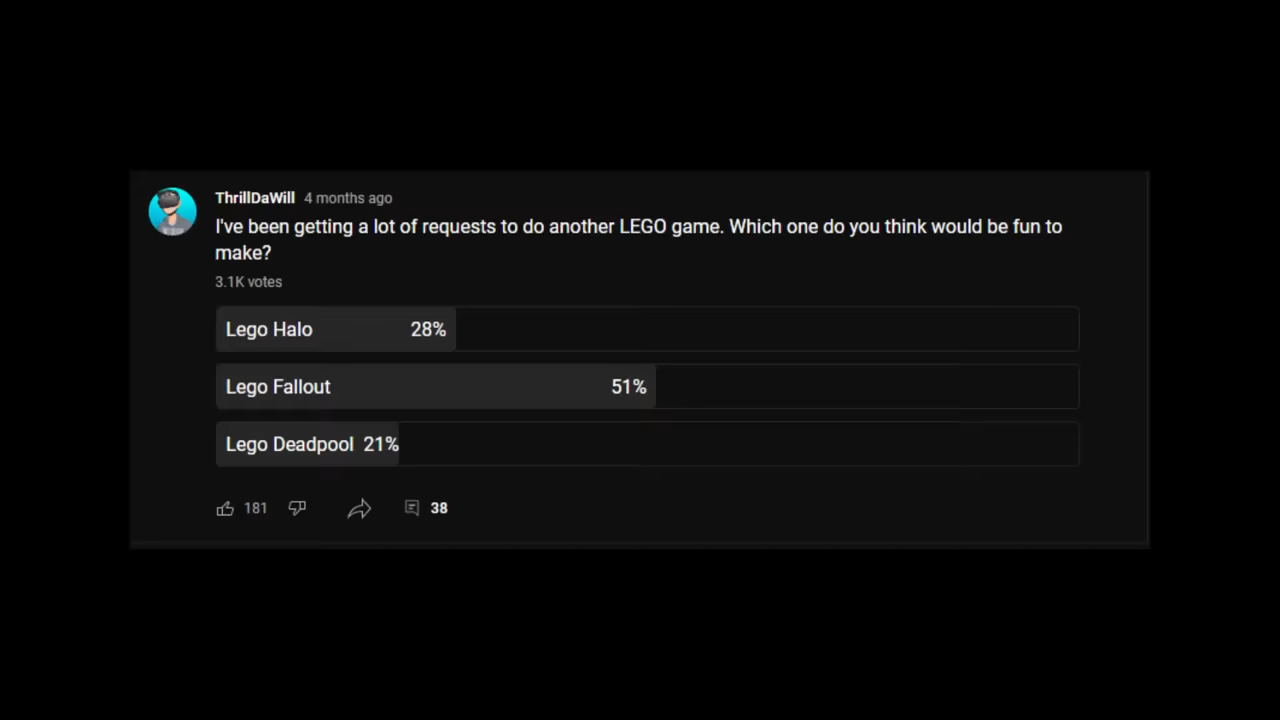 ThrillDaWill 4 months ago
I've been getting a lot of requests to do another LEGO game. Which one do you think would be fun to
make?
3.1K votes
Lego Halo 28%
Lego Fallout 51%
Lego Deadpool 21%
181 38